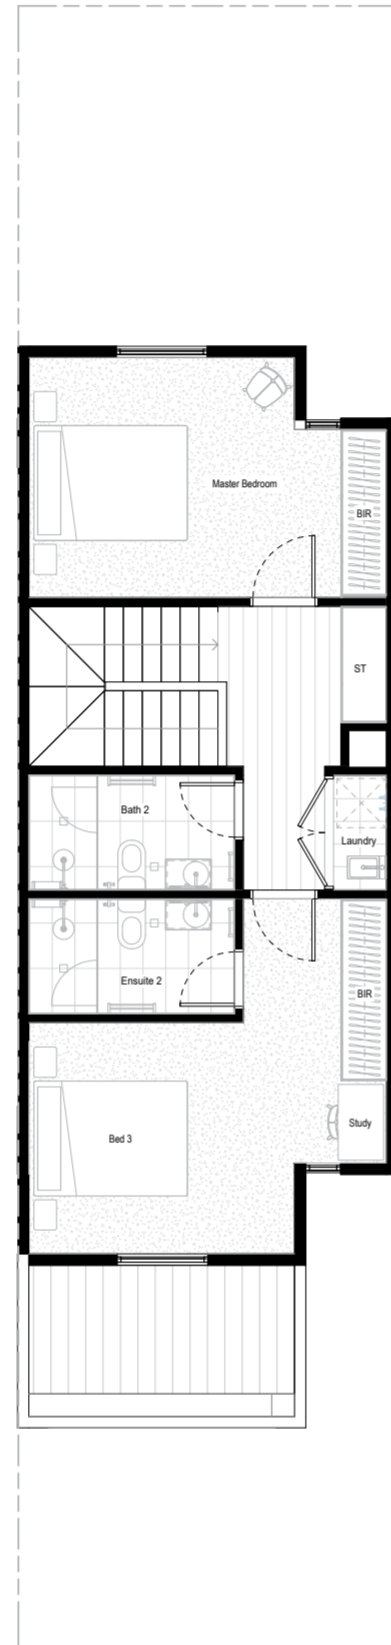 Master Bedroom
BIR
ST
Bath 2
Laundry
Ensuite 2
BIR
Study
Bed 3